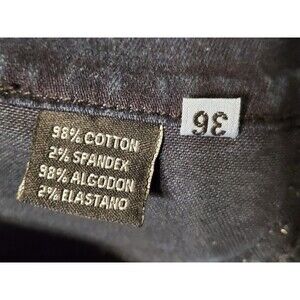 98% COTTON
2% SPANDEX
98% ALGODON
2% ELASTANO
36